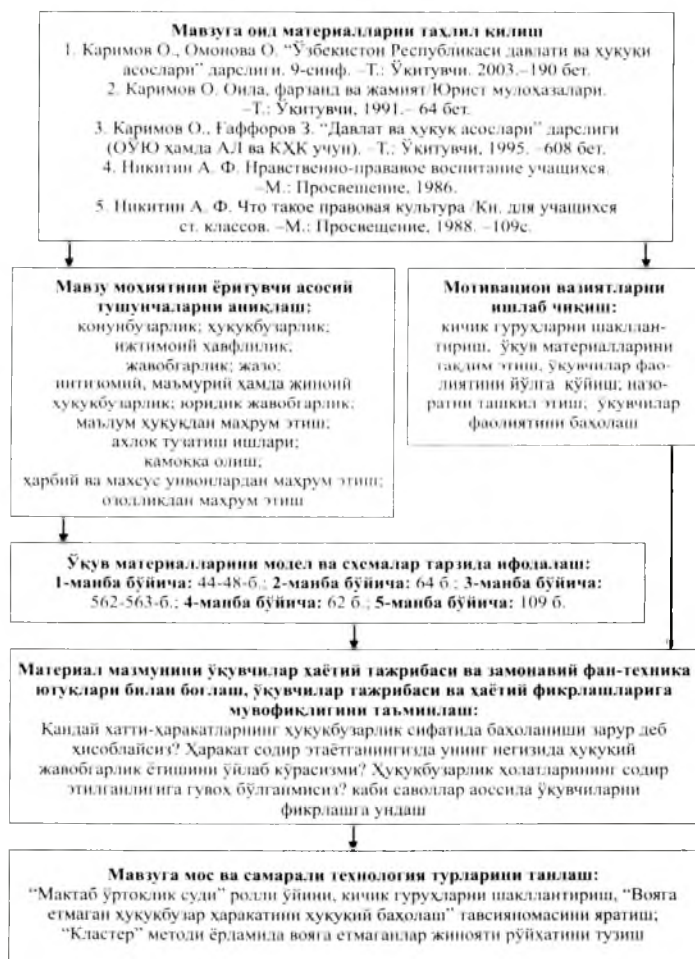 Мавзуга оид материалларни таҳлил қилиш
1. Каримов О., Омонова О. “Ўзбекистон Республикаси давлати ва ҳуқуқи
асослари” дарслиги. 9-синф. –Т.: Ўқитувчи. 2003.–190 бет.
2. Каримов О. Оила, фарзанд ва жамият/Юрист мулоҳазалари.
–Т.: Ўқитувчи, 1991.– 64 бет.
3. Каримов О., Ғаффоров З. “Давлат ва ҳуқуқ асослари” дарслиги
(ОЎЮ ҳамда АЛ ва КҲК учун). –Т.: Ўқитувчи, 1995. –608 бет.
4. Никитин А. Ф. Нравственно-прававое воспитание учащихся.
–М.: Просвещение, 1986.
5. Никитин А. Ф. Что такое правовая культура /Кн. для учащихся
ст. классов. –М.: Просвещение, 1988. –109с.
Мавзу моҳиятини ёритувчи асосий
тушунчаларни аниқлаш:
қонунбузарлик; ҳуқуқбузарлик;
ижтимоий хавфлилик;
жавобгарлик; жазо;
интизомий, маъмурий ҳамда жиноий
ҳуқуқбузарлик; юридик жавобгарлик;
маълум ҳуқуқдан маҳрум этиш;
ахлоқ тузатиш ишлари;
қамоққа олиш;
ҳарбий ва махсус унвонлардан маҳрум этиш;
озодликдан маҳрум этиш
Мотивацион вазиятларни
ишлаб чиқиш:
кичик гуруҳларни шакллан-
тириш, ўқув материалларини
тақдим этиш, ўқувчилар фао-
лиятини йўлга қўйиш; назо-
ратни ташкил этиш; ўқувчилар
фаолиятини баҳолаш
Ўқув материалларини модел ва схемалар тарзида ифодалаш:
1-манба бўйича: 44-48-б.; 2-манба бўйича: 64 б.; 3-манба бўйича:
562-563-б.; 4-манба бўйича: 62 б.; 5-манба бўйича: 109 б.
Материал мазмунини ўқувчилар ҳаётий тажрибаси ва замонавий фан-техника
ютуқлари билан боғлаш, ўқувчилар тажрибаси ва ҳаётий фикрлашларига
мувофиқлигини таъминлаш:
Қандай хатти-ҳаракатларнинг ҳуқуқбузарлик сифатида баҳоланиши зарур деб
ҳисоблайсиз? Ҳаракат содир этаётганингизда унинг негизида ҳуқуқий
жавобгарлик ётишини ўйлаб кўрасизми? Ҳуқуқбузарлик ҳолатларининг содир
этилганлигига гувоҳ бўлганмисиз? каби саволлар аоссида ўқувчиларни
фикрлашга ундаш
Мавзуга мос ва самарали технология турларини танлаш:
“Мактаб ўртоқлик суди” ролли ўйини, кичик гуруҳларни шакллантириш, “Вояга
етмаган ҳуқуқбузар ҳаракатини ҳуқуқий баҳолаш” тавсияномасини яратиш;
“Кластер” методи ёрдамида вояга етмаганлар жинояти рўйхатини тузиш